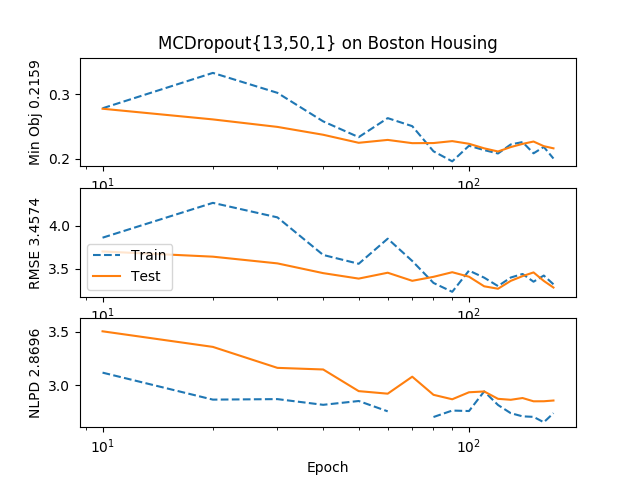 MCDropout{13,50,1} on Boston Housing
Min Obj 0.2159
0.3
0.2
10¹
10²
RMSE 3.4574
4.0
3.5
Train
Test
10¹
10²
NLPD 2.8696
3.5
3.0
10¹
10²
Epoch